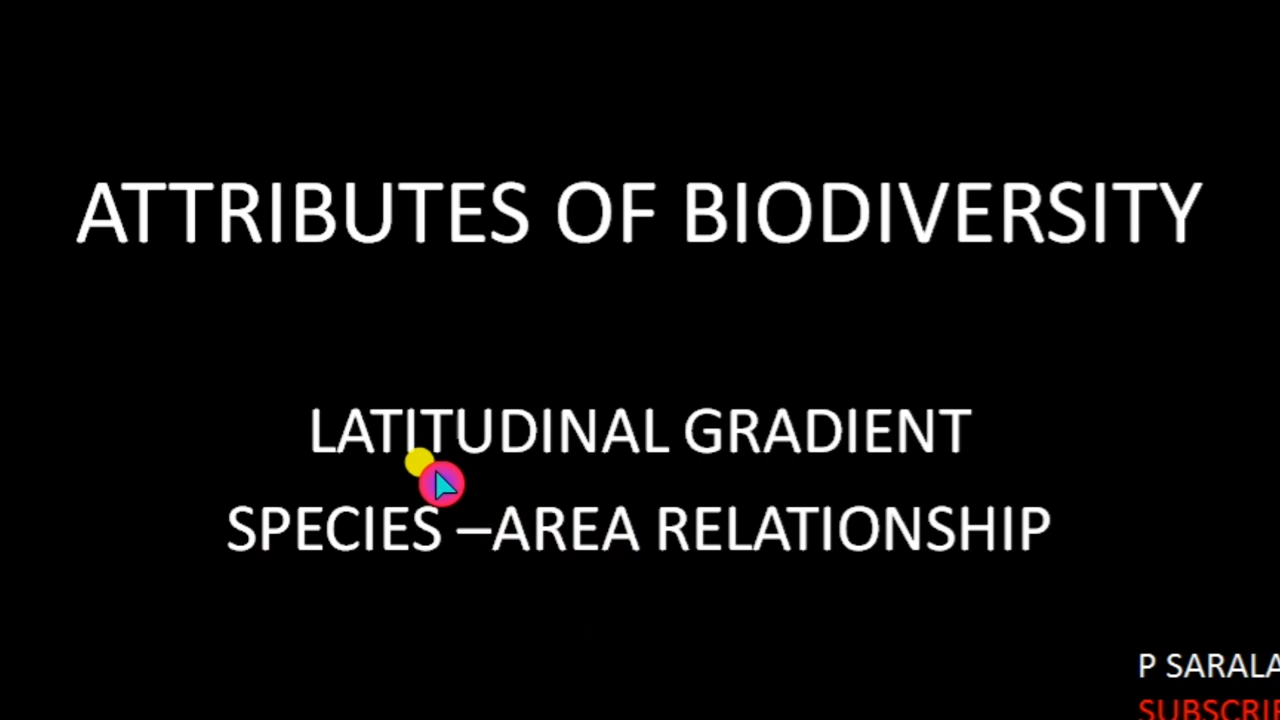 ATTRIBUTES OF BIODIVERSITY
LATITUDINAL GRADIENT
SPECIES –AREA RELATIONSHIP
P SARALA